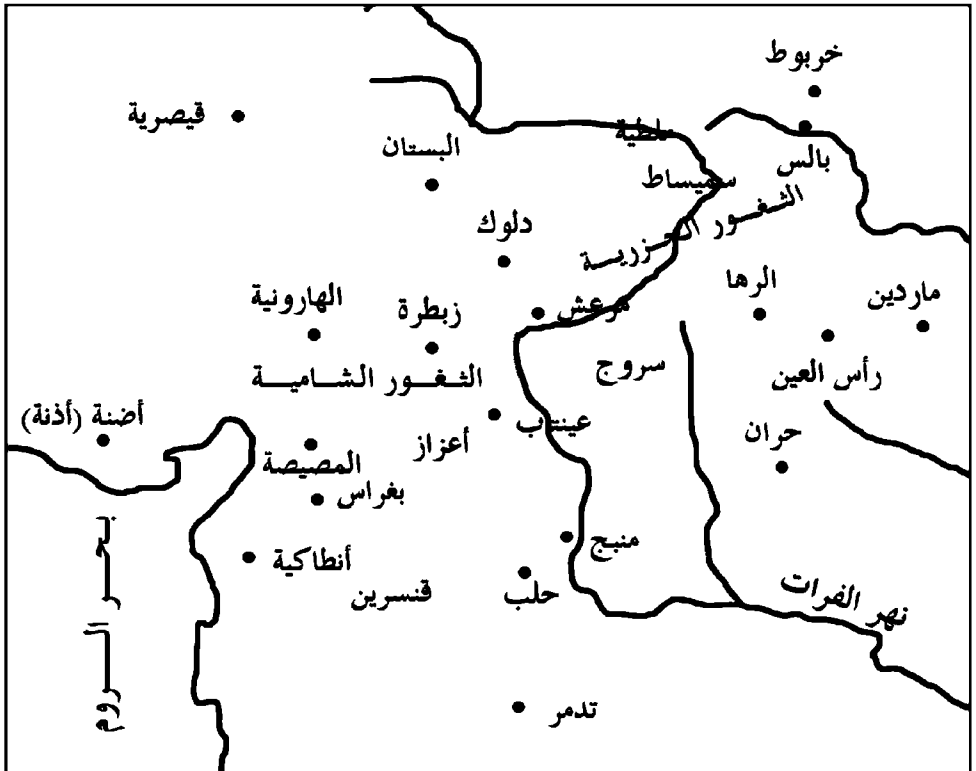 خربوط
قيصرية
ملطية
البستان
بالس
سميساط
الثغور الجزرية
دلوك
الرها
ماردين
الهارونية
زبطرة
مرعش
سروج
الثغور الشامية
رأس العين
أضنة (أذنة)
عينتاب
أعزاز
حران
المصيصة
بغراس
منبج
أنطاكية
قنسرين
حلب
نهر الفرات
بحر الروم
تدمر